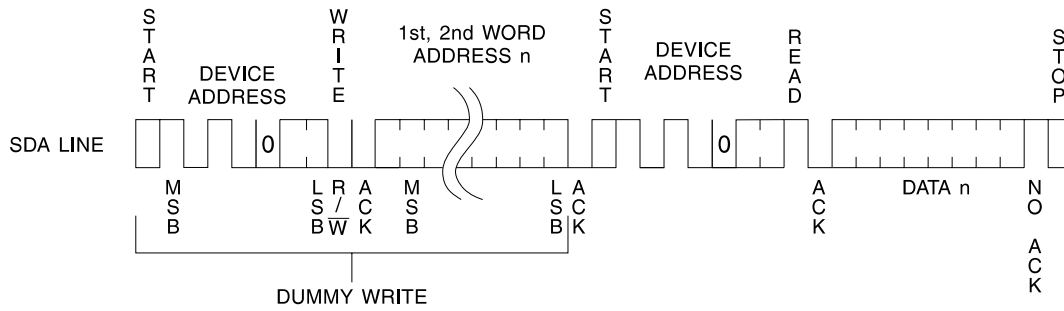 START
WRITE
1st, 2nd WORD
ADDRESS n
START
READ
STOP
DEVICE
ADDRESS
DEVICE
ADDRESS
SDA LINE
0
0
MSB
LSB
R/W
ACK
MSB
LSB
ACK
ACK
DATA n
NO ACK
DUMMY WRITE